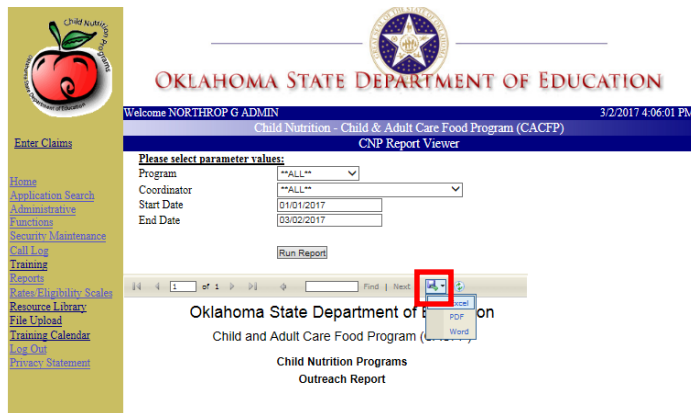 Child Nutrition Programs
Oklahoma State Department of Education
OKLAHOMA STATE DEPARTMENT OF EDUCATION
Welcome NORTHROP G ADMIN 3/2/2017 4:06:01 PM
Child Nutrition - Child & Adult Care Food Program (CACFP)
CNP Report Viewer
Enter Claims
Home
Application Search
Administrative
Functions
Security Maintenance
Call Log
Training
Reports
Rates/Eligibility Scales
Resource Library
File Upload
Training Calendar
Log Out
Privacy Statement
Please select parameter values:
Program **ALL**
Coordinator **ALL**
Start Date 01/01/2017
End Date 03/02/2017
Run Report
1 of 1 Find | Next
Excel
PDF
Word
Oklahoma State Department of E on
Child and Adult Care Food Program (CACFP)
Child Nutrition Programs
Outreach Report